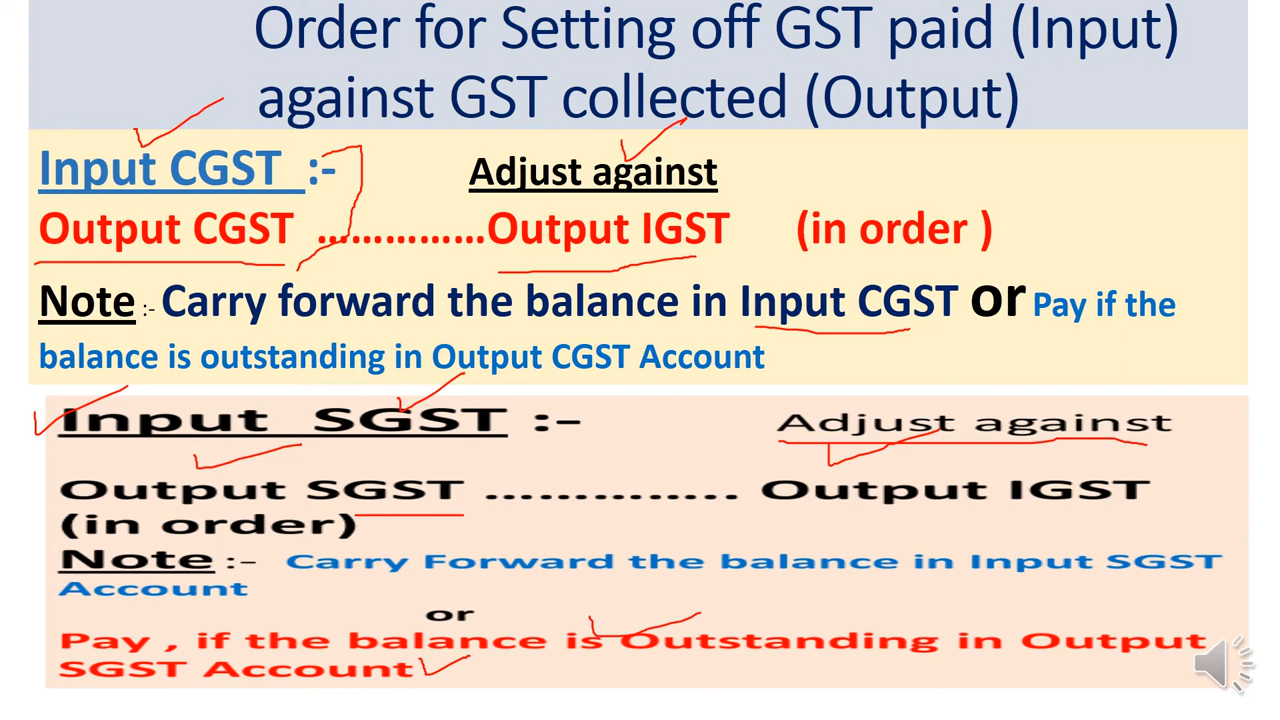 Order for Setting off GST paid (Input)
against GST collected (Output)
Input CGST :- Adjust against
Output CGST ……………Output IGST (in order )
Note :- Carry forward the balance in Input CGST or Pay if the
balance is outstanding in Output CGST Account
Input SGST :- Adjust against
Output SGST ………….. Output IGST
(in order)
Note :- Carry Forward the balance in Input SGST
Account
or
Pay , if the balance is Outstanding in Output
SGST Account